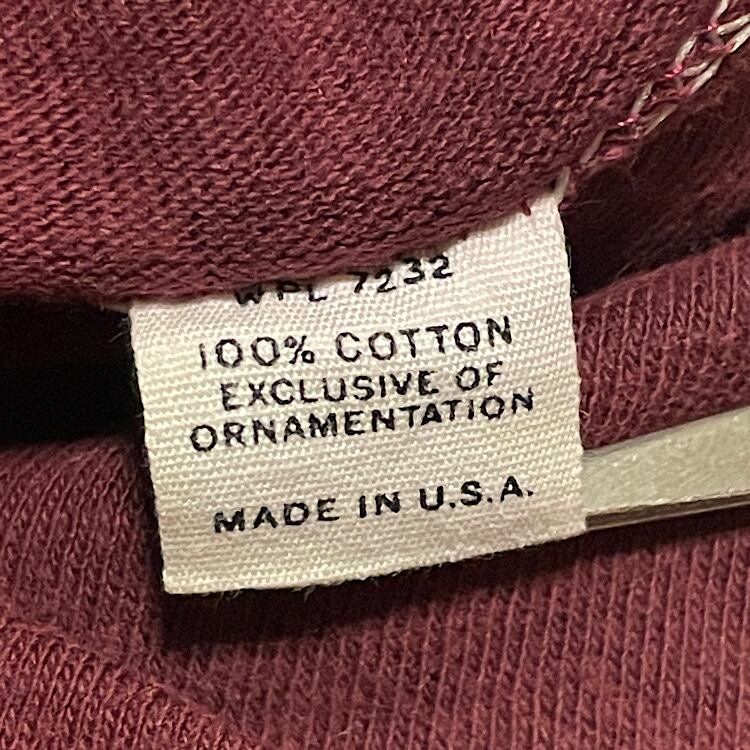 WPL 7232
100% COTTON
EXCLUSIVE OF
ORNAMENTATION
MADE IN U.S.A.